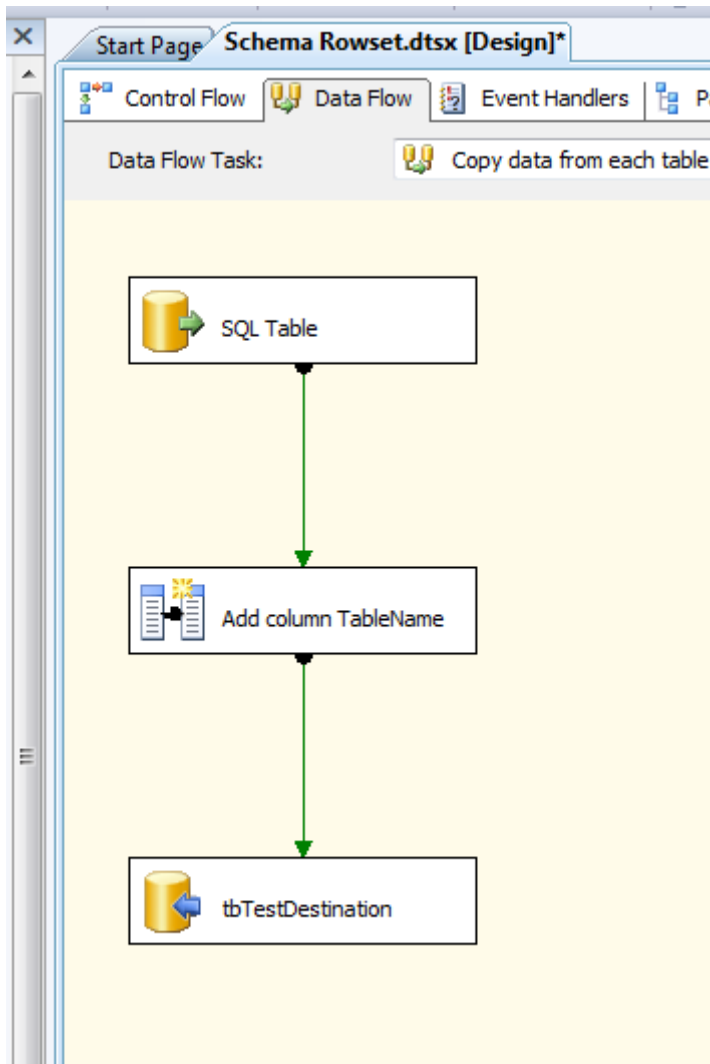 Start Page Schema Rowset.dtsx [Design]*
Control Flow Data Flow Event Handlers
Data Flow Task: Copy data from each table
SQL Table
Add column TableName
tbTestDestination